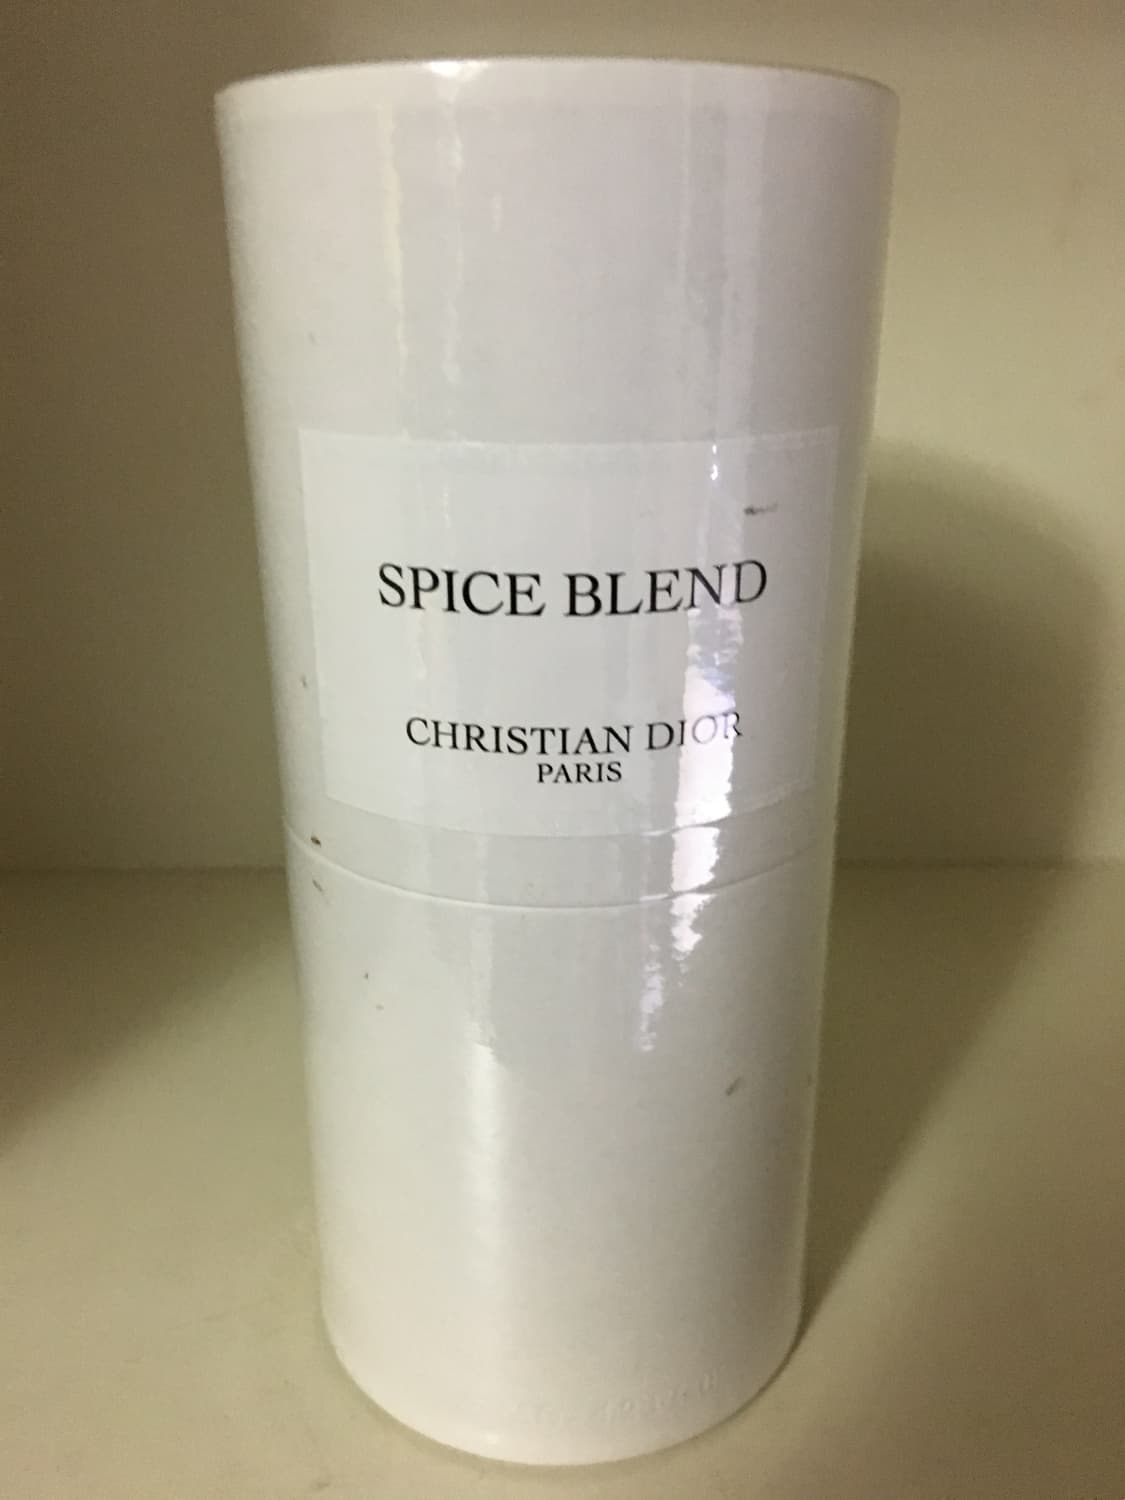 SPICE BLEND
CHRISTIAN DIOR
PARIS